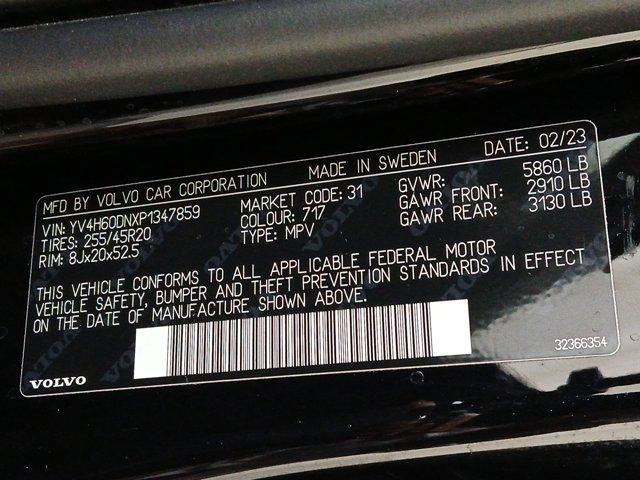 MFD BY VOLVO CAR CORPORATION MADE IN SWEDEN DATE: 02/23
VIN: YV4H60DNXP1347859 MARKET CODE: 31 GVWR: 5860 LB
TIRES: 255/45R20 COLOUR: 717 GAWR FRONT: 2910 LB
RIM: 8Jx20x52.5 TYPE: MPV GAWR REAR: 3130 LB
THIS VEHICLE CONFORMS TO ALL APPLICABLE FEDERAL MOTOR
VEHICLE SAFETY, BUMPER AND THEFT PREVENTION STANDARDS IN EFFECT
ON THE DATE OF MANUFACTURE SHOWN ABOVE.
VOLVO 32366354